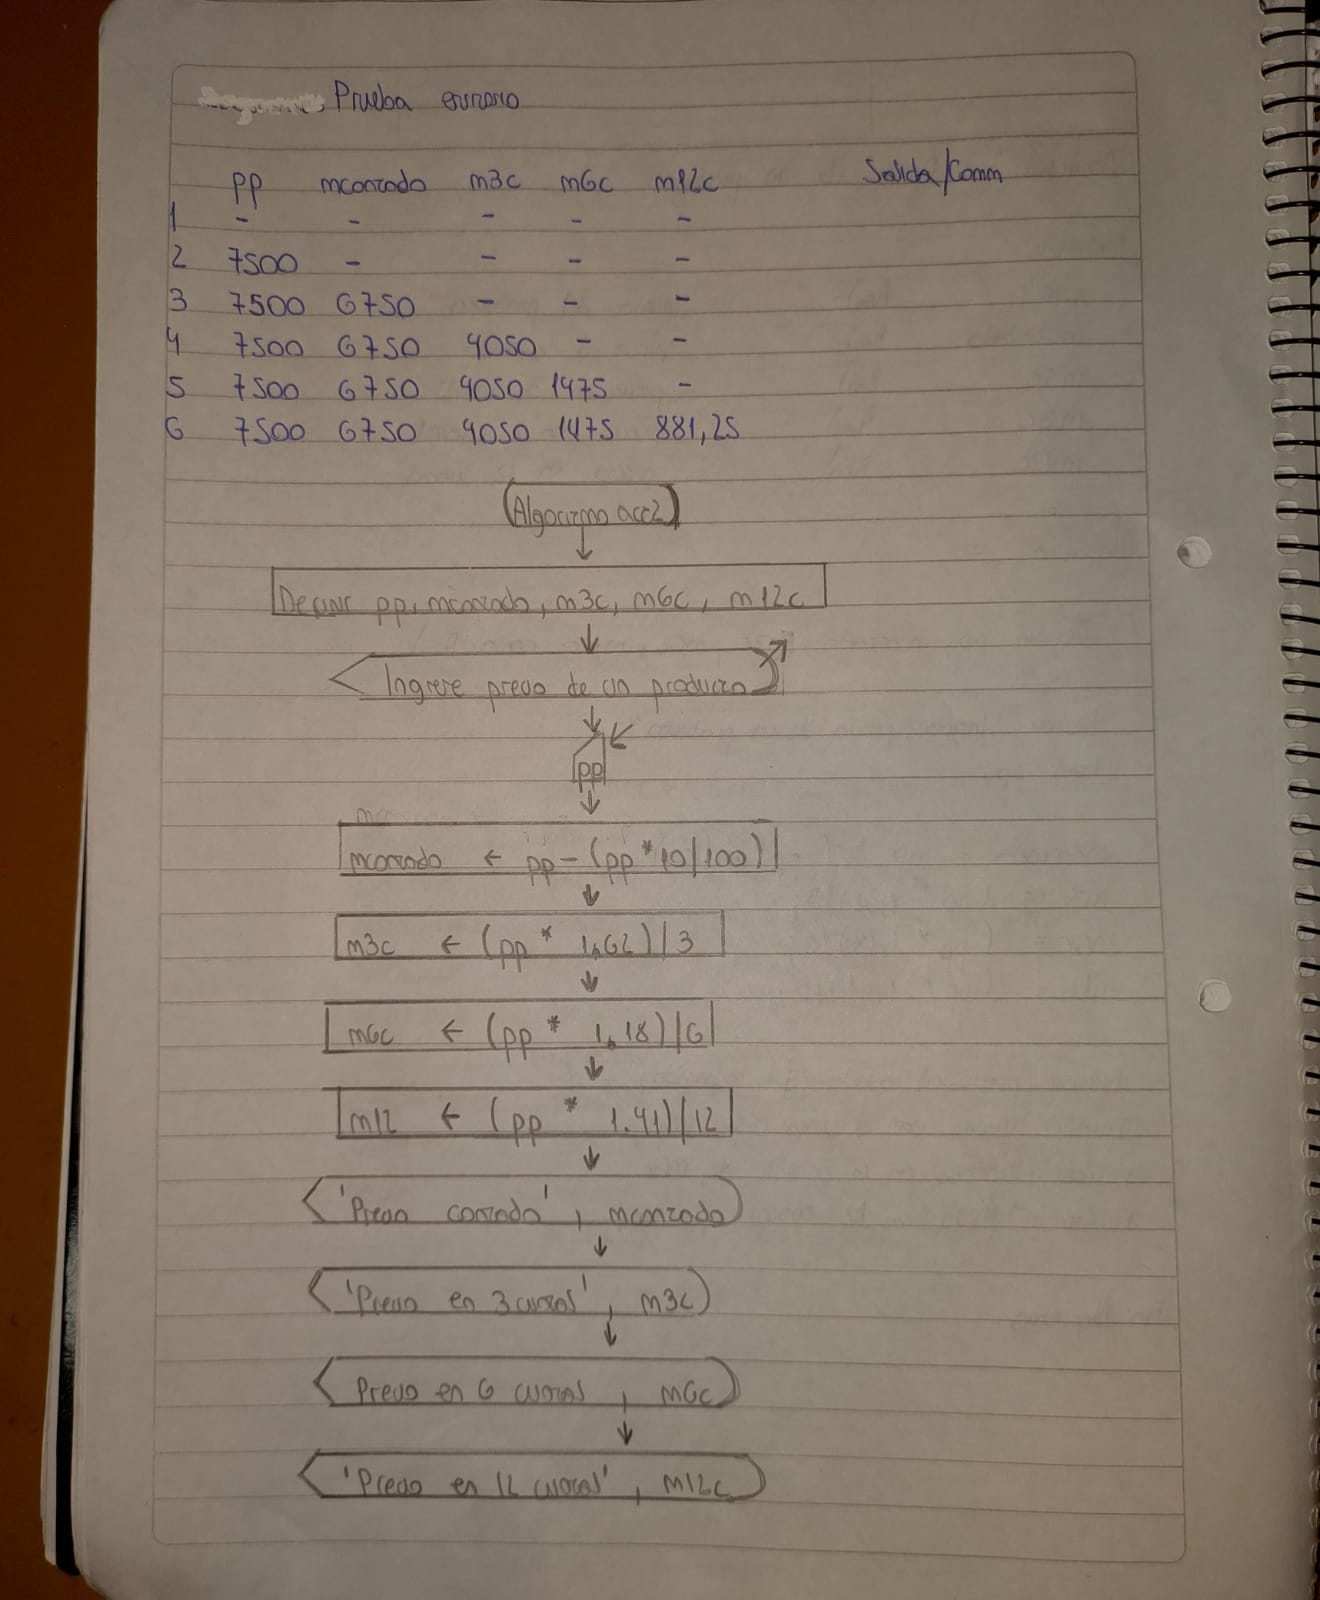 Prueba
pp mcontado m3c m6c m12c Salida/Comm
1 - - - - -
2 7500 - - - -
3 7500 6750 - - -
4 7500 6750 4050 - -
5 7500 6750 4050 1475 -
6 7500 6750 4050 1475 881,25
Algoritmo acc2
Definir pp, mcontado, m3c, m6c, m12c
Ingrese precio de un producto
pp
mcontado ← pp - (pp * 10/100)
m3c ← (pp * 1.62)/3
m6c ← (pp * 1.18)/6
m12 ← (pp * 1.41)/12
'Precio contado', mcontado
'Precio en 3 cuotas', m3c
Precio en 6 cuotas, m6c
'Precio en 12 cuotas', m12c